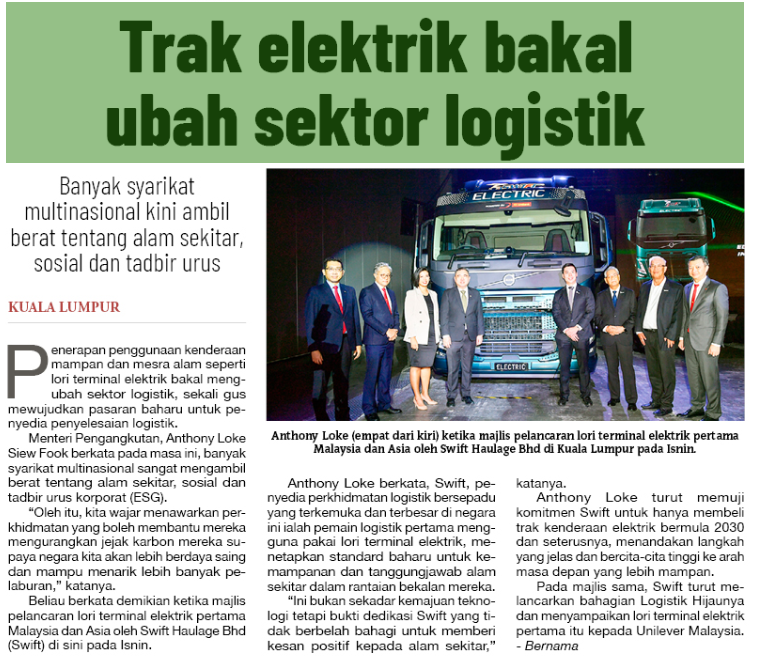 Trak elektrik bakal
ubah sektor logistik
Banyak syarikat
multinasional kini ambil
berat tentang alam sekitar,
sosial dan tadbir urus
KUALA LUMPUR
Penerapan penggunaan kenderaan
mampan dan mesra alam seperti
lori terminal elektrik bakal meng-
ubah sektor logistik, sekali gus
mewujudkan pasaran baharu untuk pe-
nyedia penyelesaian logistik.
Menteri Pengangkutan, Anthony Loke
Siew Fook berkata pada masa ini, banyak
syarikat multinasional sangat mengambil
berat tentang alam sekitar, sosial dan
tadbir urus korporat (ESG).
“Oleh itu, kita wajar menawarkan per-
khidmatan yang boleh membantu mereka
mengurangkan jejak karbon mereka su-
paya negara kita akan lebih berdaya saing
dan mampu menarik lebih banyak pe-
laburan,” katanya.
Beliau berkata demikian ketika majlis
pelancaran lori terminal elektrik pertama
Malaysia dan Asia oleh Swift Haulage Bhd
(Swift) di sini pada Isnin.
ELECTRIC
VOLVO
ELECTRIC
Anthony Loke (empat dari kiri) ketika majlis pelancaran lori terminal elektrik pertama
Malaysia dan Asia oleh Swift Haulage Bhd di Kuala Lumpur pada Isnin.
Anthony Loke berkata, Swift, pe-
nyedia perkhidmatan logistik bersepadu
yang terkemuka dan terbesar di negara
ini ialah pemain logistik pertama meng-
guna pakai lori terminal elektrik, me-
netapkan standard baharu untuk ke-
mampanan dan tanggungjawab alam
sekitar dalam rantaian bekalan mereka.
“Ini bukan sekadar kemajuan tekno-
logi tetapi bukti dedikasi Swift yang ti-
dak berbelah bahagi untuk memberi
kesan positif kepada alam sekitar,”
katanya.
Anthony Loke turut memuji
komitmen Swift untuk hanya membeli
trak kenderaan elektrik bermula 2030
dan seterusnya, menandakan langkah
yang jelas dan bercita-cita tinggi ke arah
masa depan yang lebih mampan.
Pada majlis sama, Swift turut me-
lancarkan bahagian Logistik Hijaunya
dan menyampaikan lori terminal elektrik
pertama itu kepada Unilever Malaysia.
- Bernama